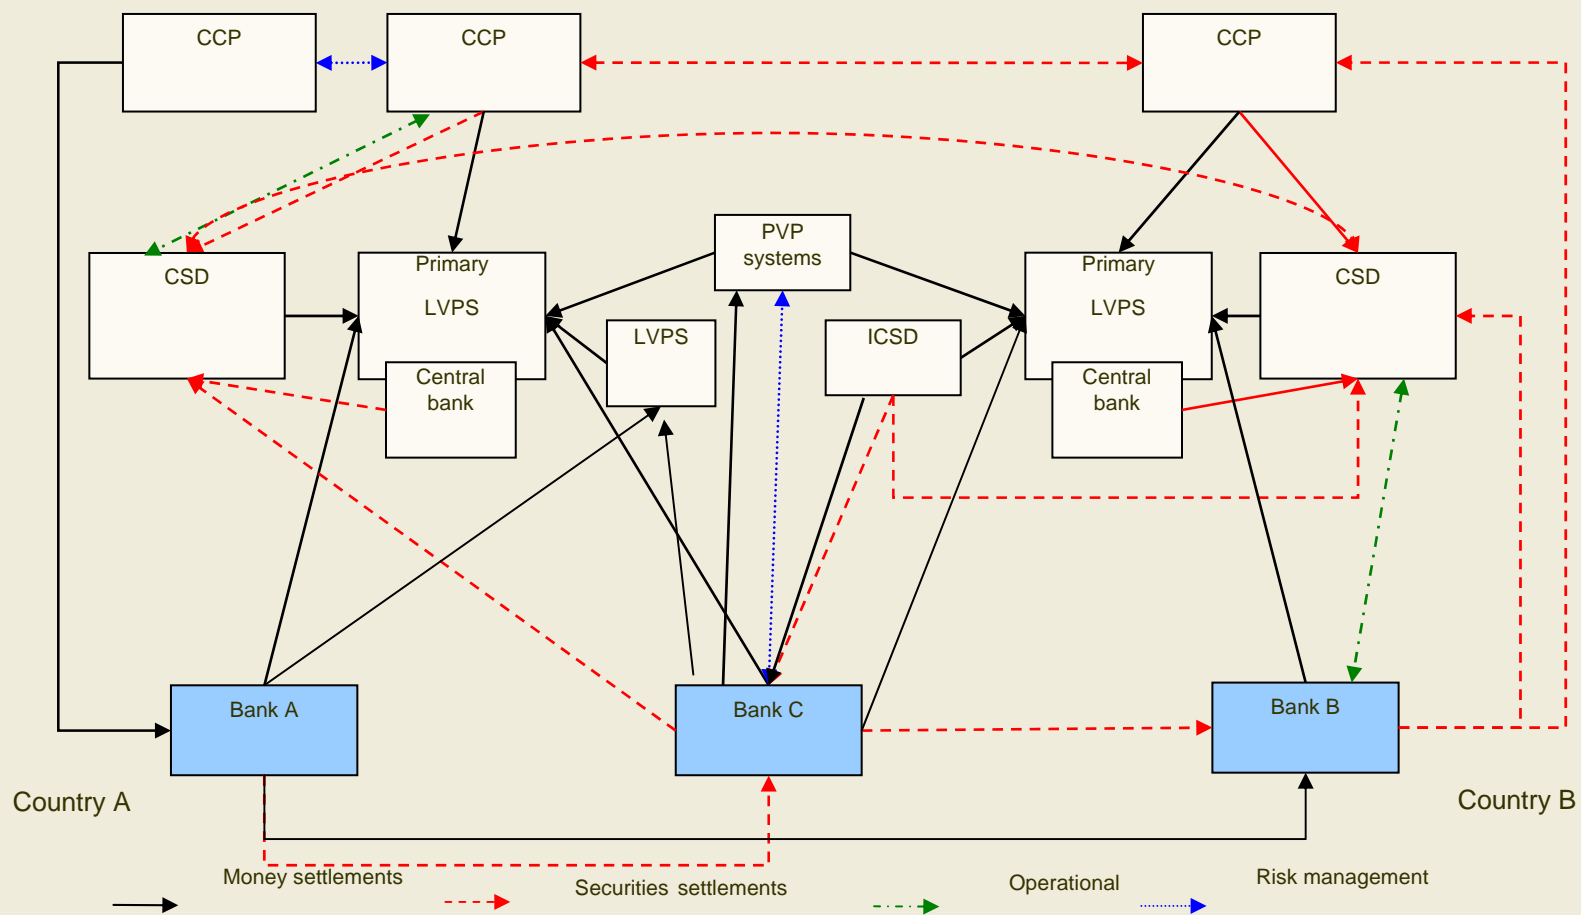 CCP
CCP
CCP
PVP
systems
CSD
Primary
LVPS
LVPS
ICSD
Primary
LVPS
CSD
Central
bank
Central
bank
Bank A
Bank C
Bank B
Country A
Country B
Money settlements
Securities settlements
Operational
Risk management